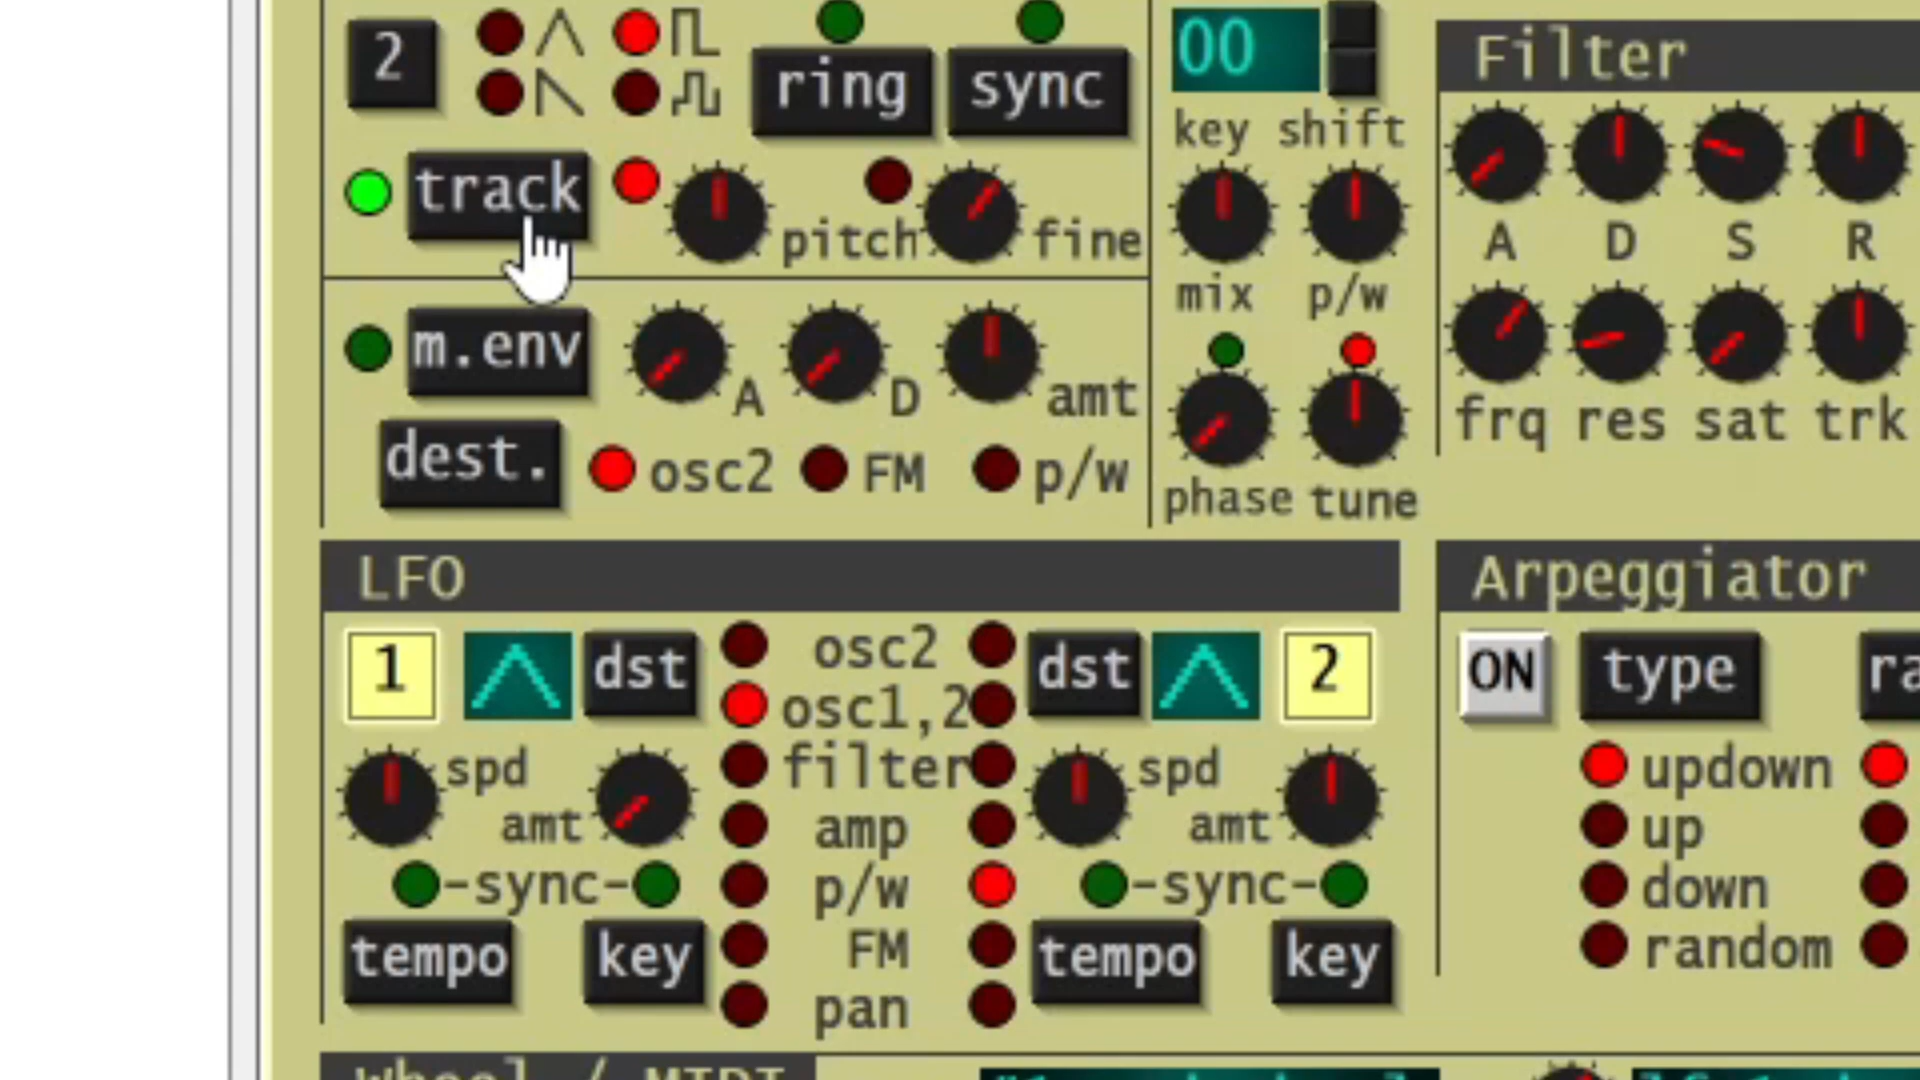 2 ring sync 00 Filter
key shift
track pitch fine A D S R
mix p/w
m.env A D amt
frq res sat trk
dest. osc2 FM p/w
phase tune
LFO Arpeggiator
1 dst osc2 dst 2 ON type
osc1,2
spd filter spd updown
amt amp amt up
-sync- p/w -sync- down
tempo key FM tempo key random
pan
Wheel / MIDI